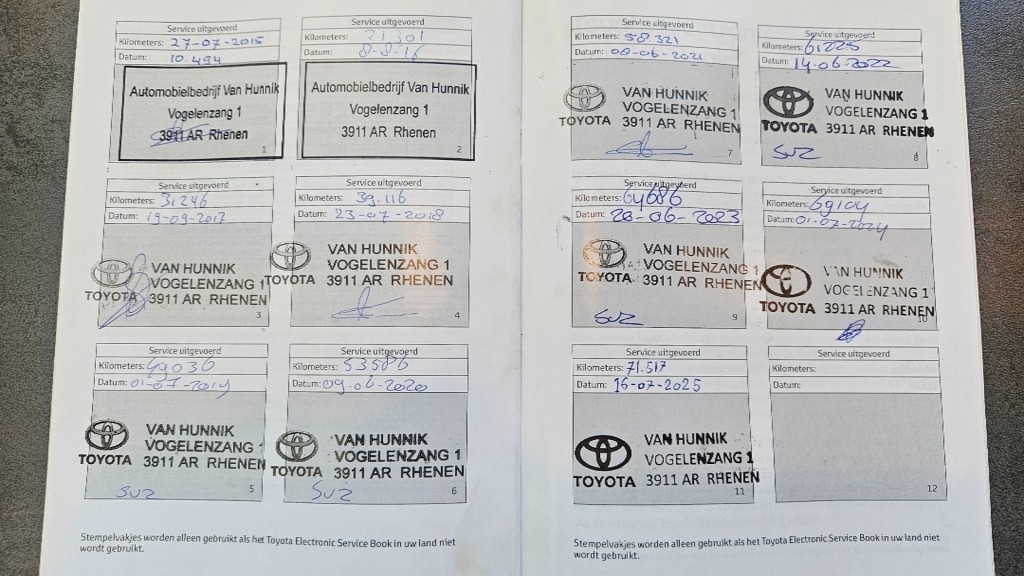 Service uitgevoerd
Kilometers: 27-07-2015
Datum: 10.494
Automobielbedrijf Van Hunnik
Vogelenzang 1
3911 AR Rhenen
1
Service uitgevoerd
Kilometers: 21.301
Datum: 8-8-16
Automobielbedrijf Van Hunnik
Vogelenzang 1
3911 AR Rhenen
2
Service uitgevoerd
Kilometers: 31246
Datum: 19-09-2017
VAN HUNNIK
VOGELENZANG 1
TOYOTA 3911 AR RHENEN
3
Service uitgevoerd
Kilometers: 39.116
Datum: 23-07-2018
VAN HUNNIK
VOGELENZANG 1
TOYOTA 3911 AR RHENEN
4
Service uitgevoerd
Kilometers: 49036
Datum: 01-07-2019
VAN HUNNIK
VOGELENZANG 1
TOYOTA 3911 AR RHENEN
5
Service uitgevoerd
Kilometers: 53586
Datum: 09-06-2020
VAN HUNNIK
VOGELENZANG 1
TOYOTA 3911 AR RHENEN
6
Stempelvakjes worden alleen gebruikt als het Toyota Electronic Service Book in uw land niet
wordt gebruikt.
Service uitgevoerd
Kilometers: 58.321
Datum: 08-06-2021
VAN HUNNIK
VOGELENZANG 1
TOYOTA 3911 AR RHENEN
7
Service uitgevoerd
Kilometers: 61225
Datum: 14-06-2022
VAN HUNNIK
VOGELENZANG 1
TOYOTA 3911 AR RHENEN
8
Service uitgevoerd
Kilometers: 64686
Datum: 28-06-2023
VAN HUNNIK
VOGELENZANG 1
TOYOTA 3911 AR RHENEN
9
Service uitgevoerd
Kilometers: 69104
Datum: 01-07-2024
VAN HUNNIK
VOGELENZANG 1
TOYOTA 3911 AR RHENEN
10
Service uitgevoerd
Kilometers: 71.517
Datum: 16-07-2025
VAN HUNNIK
VOGELENZANG 1
TOYOTA 3911 AR RHENEN
11
Service uitgevoerd
Kilometers:
Datum:
12
Stempelvakjes worden alleen gebruikt als het Toyota Electronic Service Book in uw land niet
wordt gebruikt.